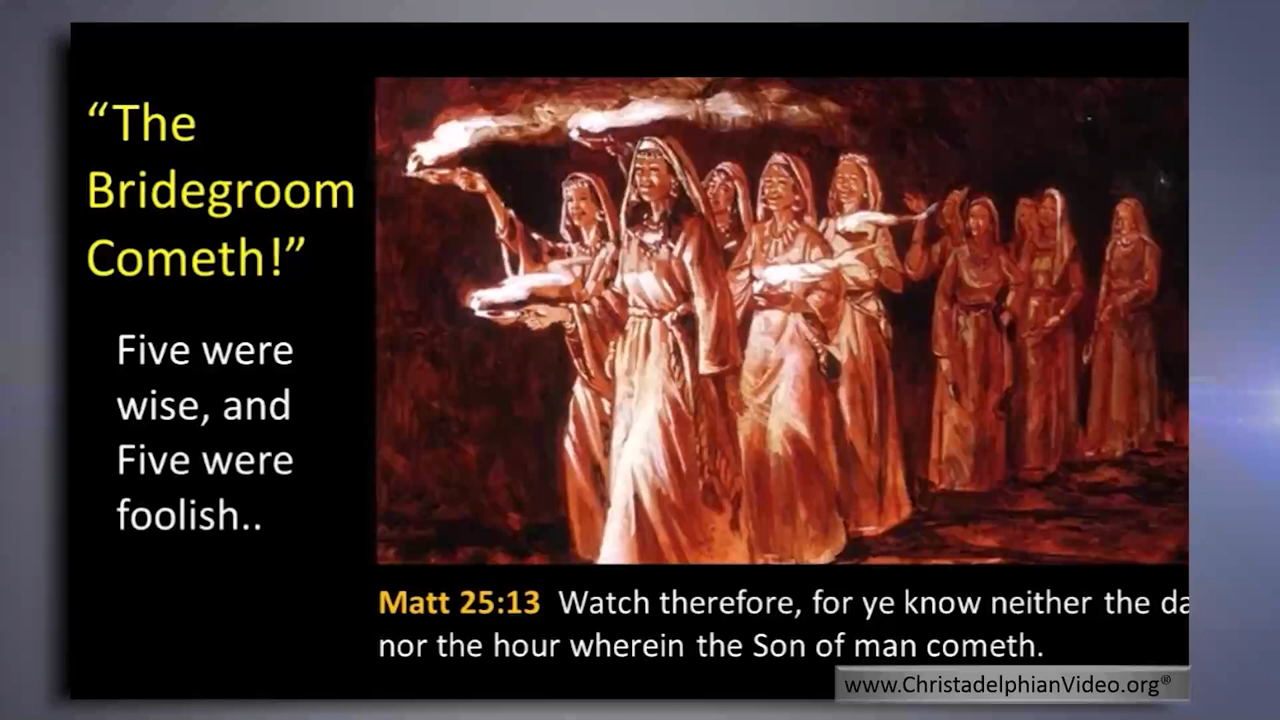 “The
Bridegroom
Cometh!”
Five were
wise, and
Five were
foolish..
Matt 25:13 Watch therefore, for ye know neither the da
nor the hour wherein the Son of man cometh.
www.ChristadelphianVideo.org®